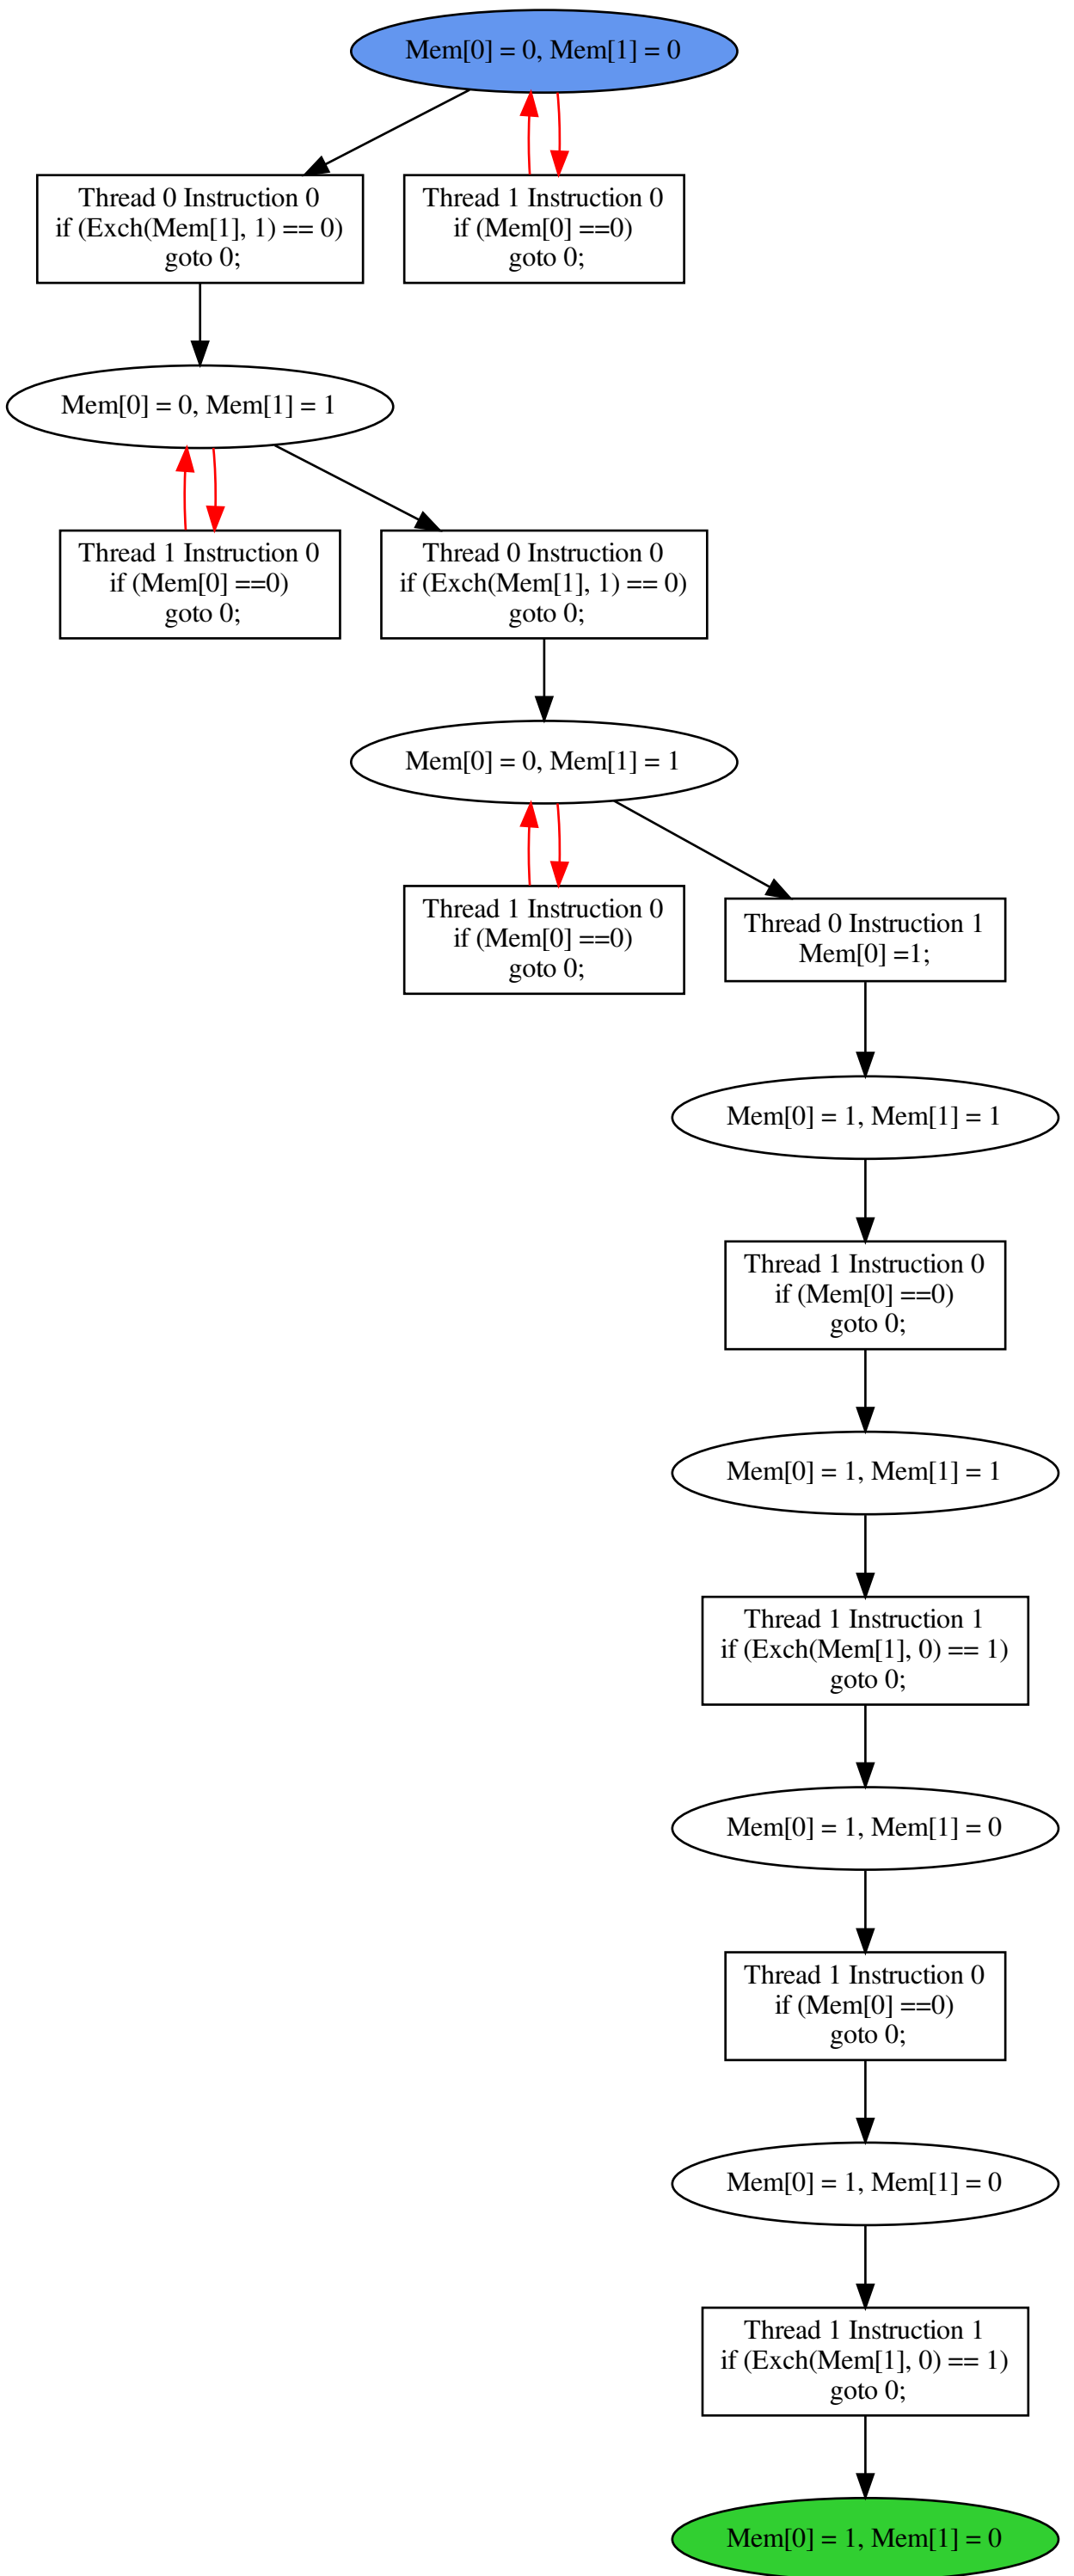 Mem[0] = 0, Mem[1] = 0
Thread 0 Instruction 0
if (Exch(Mem[1], 1) == 0)
goto 0;
Thread 1 Instruction 0
if (Mem[0] ==0)
goto 0;
Mem[0] = 0, Mem[1] = 1
Thread 1 Instruction 0
if (Mem[0] ==0)
goto 0;
Thread 0 Instruction 0
if (Exch(Mem[1], 1) == 0)
goto 0;
Mem[0] = 0, Mem[1] = 1
Thread 1 Instruction 0
if (Mem[0] ==0)
goto 0;
Thread 0 Instruction 1
Mem[0] =1;
Mem[0] = 1, Mem[1] = 1
Thread 1 Instruction 0
if (Mem[0] ==0)
goto 0;
Mem[0] = 1, Mem[1] = 1
Thread 1 Instruction 1
if (Exch(Mem[1], 0) == 1)
goto 0;
Mem[0] = 1, Mem[1] = 0
Thread 1 Instruction 0
if (Mem[0] ==0)
goto 0;
Mem[0] = 1, Mem[1] = 0
Thread 1 Instruction 1
if (Exch(Mem[1], 0) == 1)
goto 0;
Mem[0] = 1, Mem[1] = 0